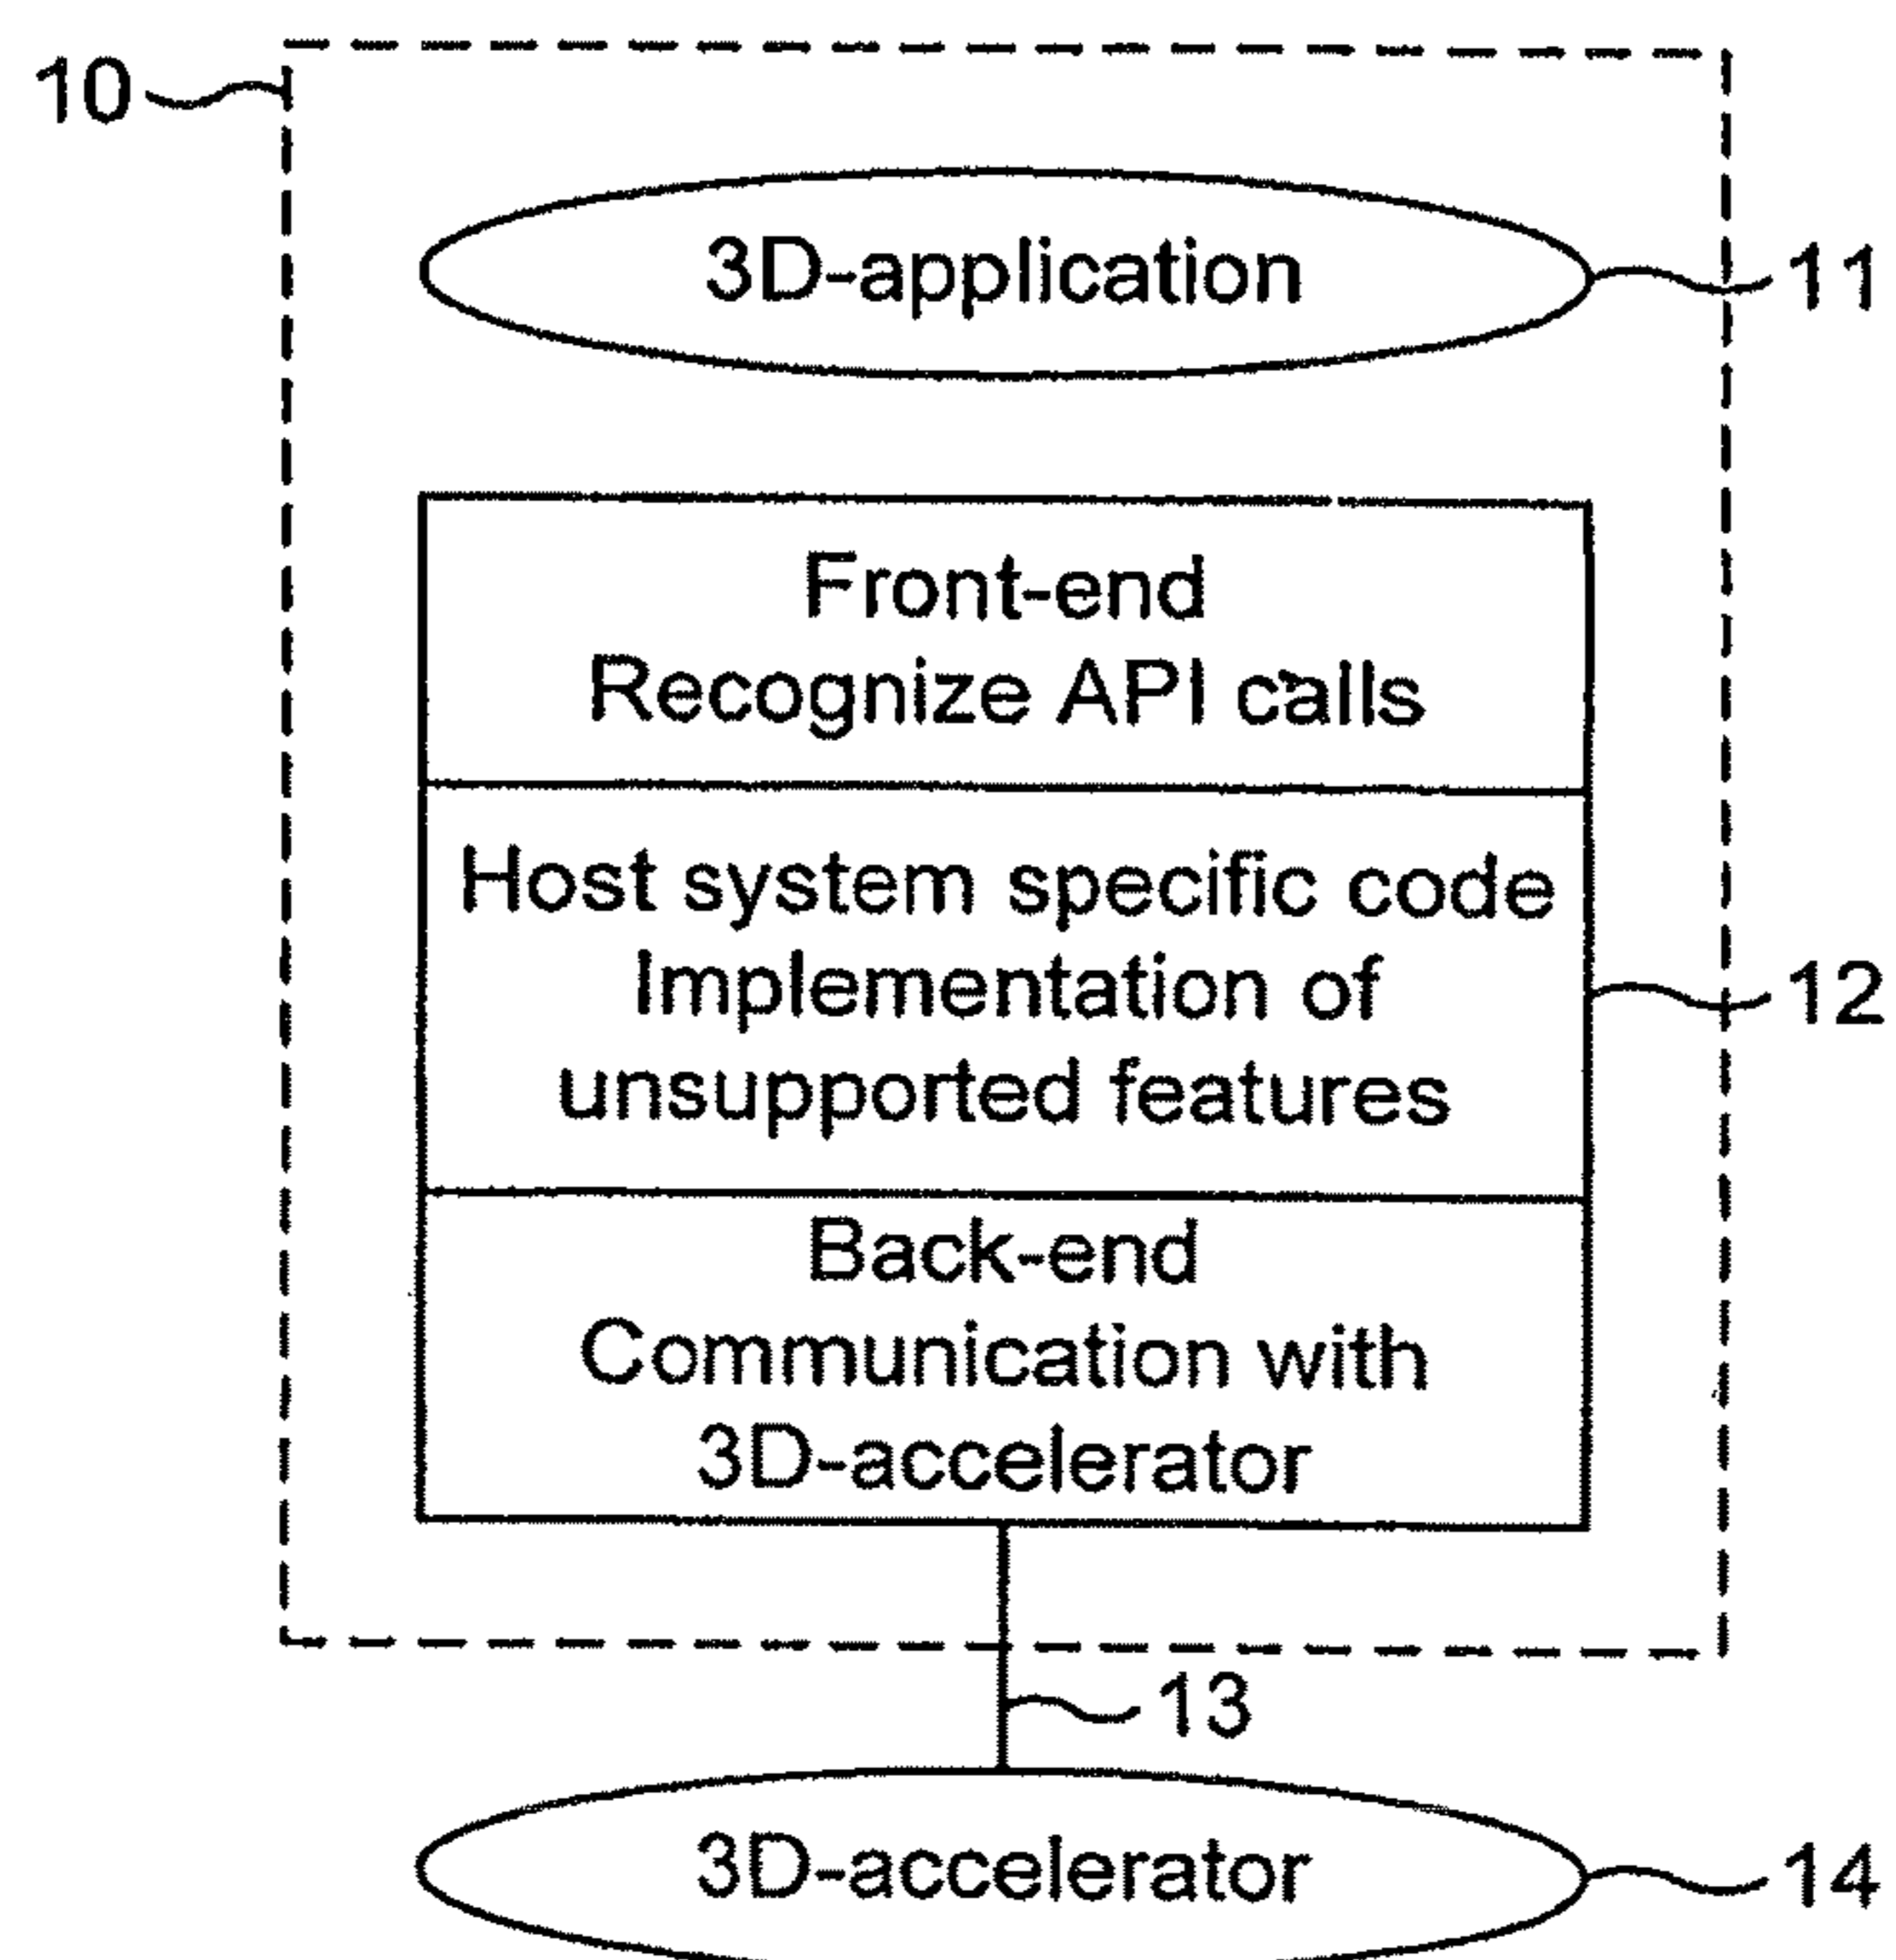 10
3D-application
11
Front-end
Recognize API calls
Host system specific code
Implementation of
unsupported features
12
Back-end
Communication with
3D-accelerator
13
3D-accelerator
14